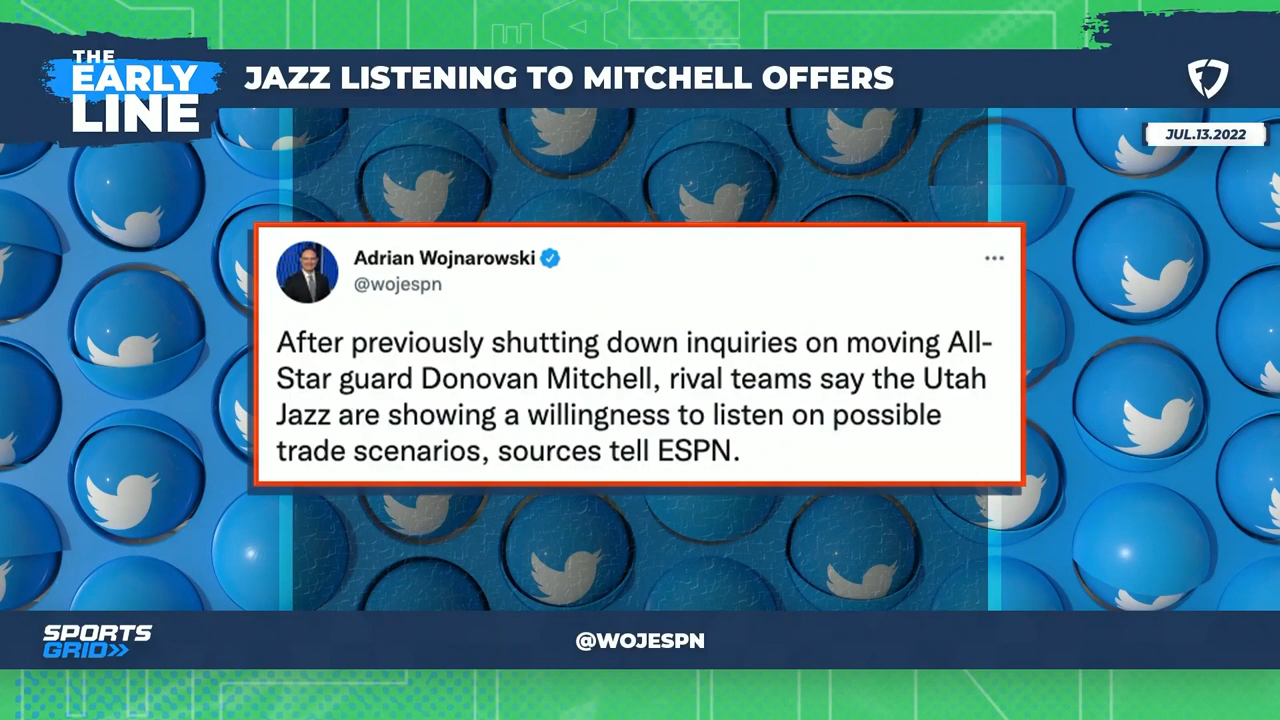 THE
EARLY
LINE
JAZZ LISTENING TO MITCHELL OFFERS
JUL.13.2022
Adrian Wojnarowski
@wojespn
After previously shutting down inquiries on moving All-
Star guard Donovan Mitchell, rival teams say the Utah
Jazz are showing a willingness to listen on possible
trade scenarios, sources tell ESPN.
SPORTS
GRID
@WOJESPN